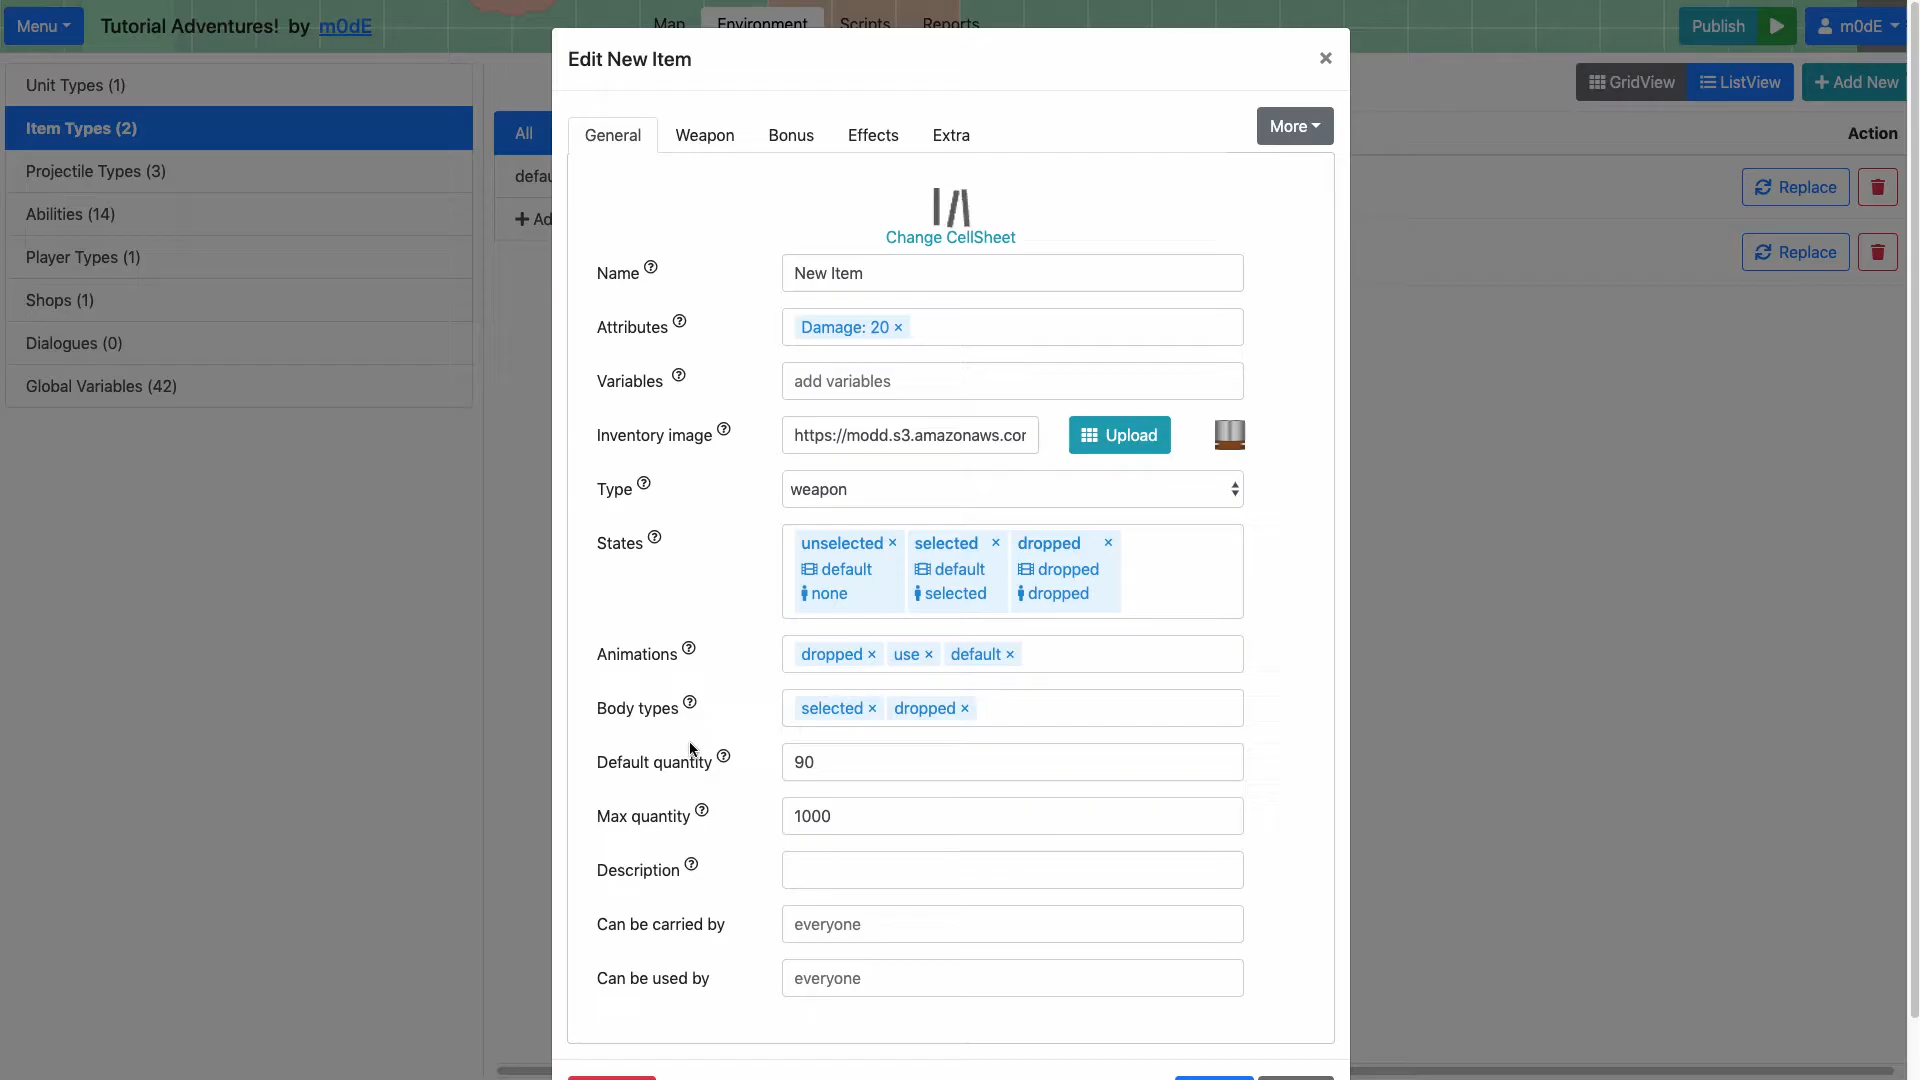 Menu
Tutorial Adventures! by m0dE
Map Environment Scripts Reports
Publish
m0dE
Unit Types (1)
Item Types (2)
Projectile Types (3)
Abilities (14)
Player Types (1)
Shops (1)
Dialogues (0)
Global Variables (42)
GridView
ListView
Add New
All
Action
defau
Ad
Replace
Replace
Edit New Item
×
General Weapon Bonus Effects Extra
More
Change CellSheet
Name ?
New Item
Attributes ?
Damage: 20 ×
Variables ?
add variables
Inventory image ?
https://modd.s3.amazonaws.cor
Upload
Type ?
weapon
States ?
unselected × selected × dropped ×
default default dropped
none selected dropped
Animations ?
dropped × use × default ×
Body types ?
selected × dropped ×
Default quantity ?
90
Max quantity ?
1000
Description ?
Can be carried by
everyone
Can be used by
everyone